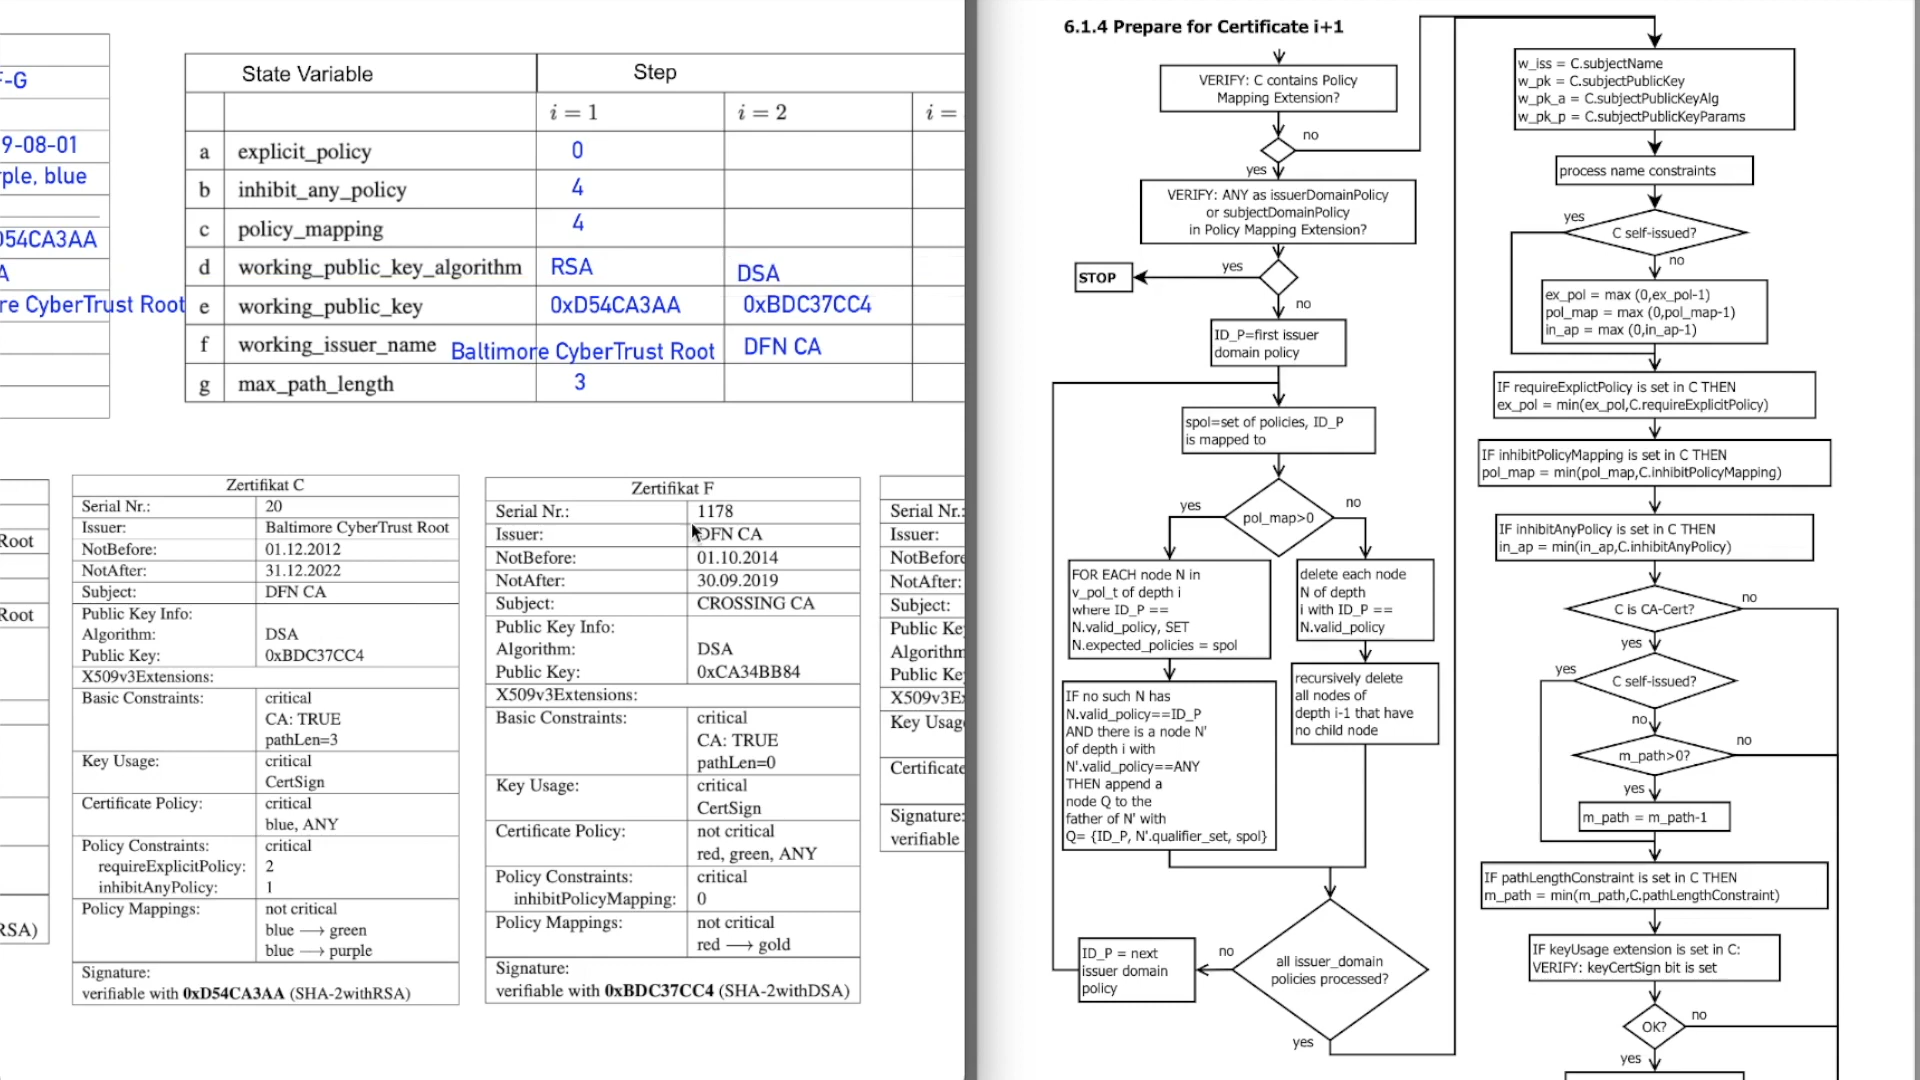 F-G
9-08-01
ple, blue
D54CA3AA
A
re CyberTrust Root
State Variable Step
i = 1 i = 2 i =
a explicit_policy 0
b inhibit_any_policy 4
c policy_mapping 4
d working_public_key_algorithm RSA DSA
e working_public_key 0xD54CA3AA 0xBDC37CC4
f working_issuer_name Baltimore CyberTrust Root DFN CA
g max_path_length 3
Root
Root
RSA)
Zertifikat C
Serial Nr.: 20
Issuer: Baltimore CyberTrust Root
NotBefore: 01.12.2012
NotAfter: 31.12.2022
Subject: DFN CA
Public Key Info:
Algorithm: DSA
Public Key: 0xBDC37CC4
X509v3Extensions:
Basic Constraints: critical
CA: TRUE
pathLen=3
Key Usage: critical
CertSign
Certificate Policy: critical
blue, ANY
Policy Constraints: critical
requireExplicitPolicy: 2
inhibitAnyPolicy: 1
Policy Mappings: not critical
blue ⟶ green
blue ⟶ purple
Signature:
verifiable with 0xD54CA3AA (SHA-2withRSA)
Zertifikat F
Serial Nr.: 1178
Issuer: DFN CA
NotBefore: 01.10.2014
NotAfter: 30.09.2019
Subject: CROSSING CA
Public Key Info:
Algorithm: DSA
Public Key: 0xCA34BB84
X509v3Extensions:
Basic Constraints: critical
CA: TRUE
pathLen=0
Key Usage: critical
CertSign
Certificate Policy: not critical
red, green, ANY
Policy Constraints: critical
inhibitPolicyMapping: 0
Policy Mappings: not critical
red ⟶ gold
Signature:
verifiable with 0xBDC37CC4 (SHA-2withDSA)
Serial Nr.:
Issuer:
NotBefore
NotAfter:
Subject:
Public Key
Algorithm
Public Key
X509v3Ex
Key Usage
Certificate
Signature:
verifiable
6.1.4 Prepare for Certificate i+1
VERIFY: C contains Policy
Mapping Extension?
no
yes
VERIFY: ANY as issuerDomainPolicy
or subjectDomainPolicy
in Policy Mapping Extension?
yes
STOP
no
ID_P=first issuer
domain policy
spol=set of policies, ID_P
is mapped to
yes
no
pol_map>0
FOR EACH node N in
v_pol_t of depth i
where ID_P ==
N.valid_policy, SET
N.expected_policies = spol
delete each node
N of depth
i with ID_P ==
N.valid_policy
IF no such N has
N.valid_policy==ID_P
AND there is a node N'
of depth i with
N'.valid_policy==ANY
THEN append a
node Q to the
father of N' with
Q= {ID_P, N'.qualifier_set, spol}
recursively delete
all nodes of
depth i-1 that have
no child node
all issuer_domain
policies processed?
no
ID_P = next
issuer domain
policy
yes
w_iss = C.subjectName
w_pk = C.subjectPublicKey
w_pk_a = C.subjectPublicKeyAlg
w_pk_p = C.subjectPublicKeyParams
process name constraints
yes
C self-issued?
no
ex_pol = max (0,ex_pol-1)
pol_map = max (0,pol_map-1)
in_ap = max (0,in_ap-1)
IF requireExplictPolicy is set in C THEN
ex_pol = min(ex_pol,C.requireExplicitPolicy)
IF inhibitPolicyMapping is set in C THEN
pol_map = min(pol_map,C.inhibitPolicyMapping)
IF inhibitAnyPolicy is set in C THEN
in_ap = min(in_ap,C.inhibitAnyPolicy)
C is CA-Cert?
no
yes
yes
C self-issued?
no
m_path>0?
no
yes
m_path = m_path-1
IF pathLengthConstraint is set in C THEN
m_path = min(m_path,C.pathLengthConstraint)
IF keyUsage extension is set in C:
VERIFY: keyCertSign bit is set
OK?
no
yes